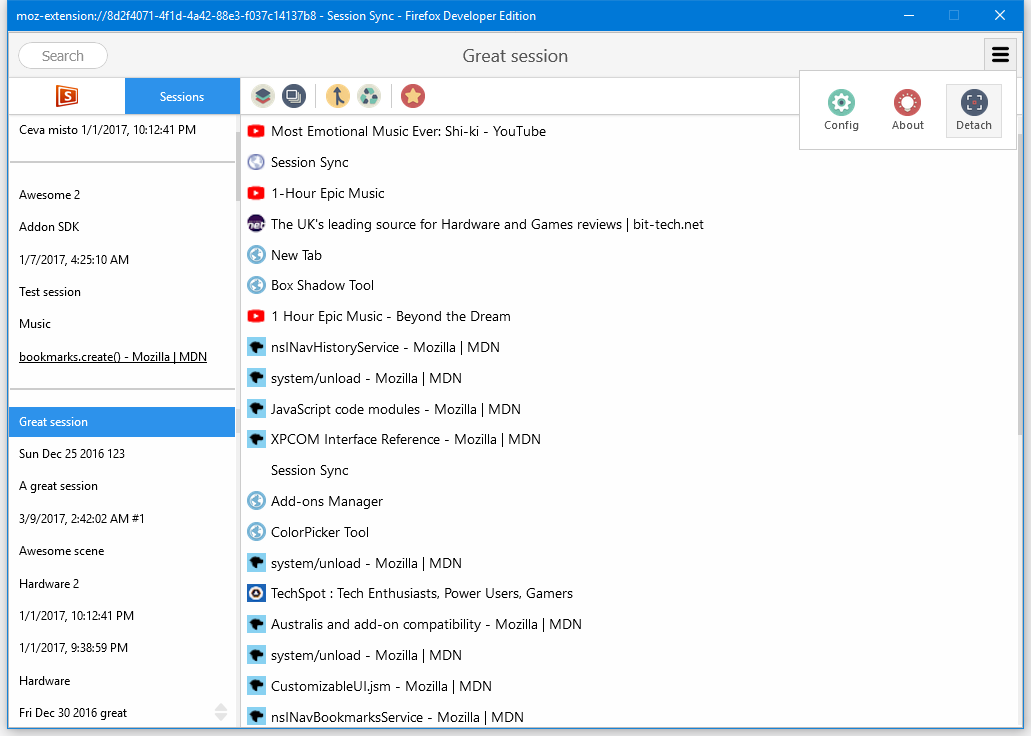 moz-extension://8d2f4071-4f1d-4a42-88e3-f037c14137b8 - Session Sync - Firefox Developer Edition
Search
Great session
S
Sessions
Config
About
Detach
Ceva misto 1/1/2017, 10:12:41 PM
Awesome 2
Addon SDK
1/7/2017, 4:25:10 AM
Test session
Music
bookmarks.create() - Mozilla | MDN
Great session
Sun Dec 25 2016 123
A great session
3/9/2017, 2:42:02 AM #1
Awesome scene
Hardware 2
1/1/2017, 10:12:41 PM
1/1/2017, 9:38:59 PM
Hardware
Fri Dec 30 2016 great
Most Emotional Music Ever: Shi-ki - YouTube
Session Sync
1-Hour Epic Music
net
The UK's leading source for Hardware and Games reviews | bit-tech.net
New Tab
Box Shadow Tool
1 Hour Epic Music - Beyond the Dream
nsINavHistoryService - Mozilla | MDN
system/unload - Mozilla | MDN
JavaScript code modules - Mozilla | MDN
XPCOM Interface Reference - Mozilla | MDN
Session Sync
Add-ons Manager
ColorPicker Tool
system/unload - Mozilla | MDN
TechSpot : Tech Enthusiasts, Power Users, Gamers
Australis and add-on compatibility - Mozilla | MDN
system/unload - Mozilla | MDN
CustomizableUI.jsm - Mozilla | MDN
nsINavBookmarksService - Mozilla | MDN